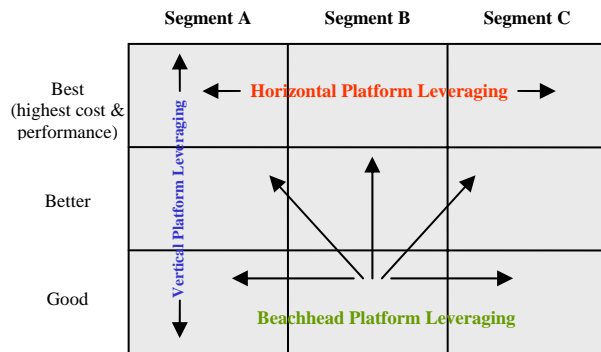 Segment A Segment B Segment C
Best
(highest cost &
performance)
Horizontal Platform Leveraging
Vertical Platform Leveraging
Better
Good
Beachhead Platform Leveraging